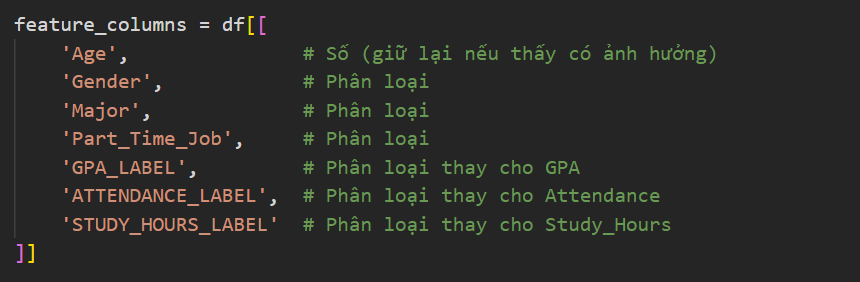 feature_columns = df[[
    'Age',               # Số (giữ lại nếu thấy có ảnh hưởng)
    'Gender',            # Phân loại
    'Major',             # Phân loại
    'Part_Time_Job',     # Phân loại
    'GPA_LABEL',         # Phân loại thay cho GPA
    'ATTENDANCE_LABEL',  # Phân loại thay cho Attendance
    'STUDY_HOURS_LABEL'  # Phân loại thay cho Study_Hours
]]